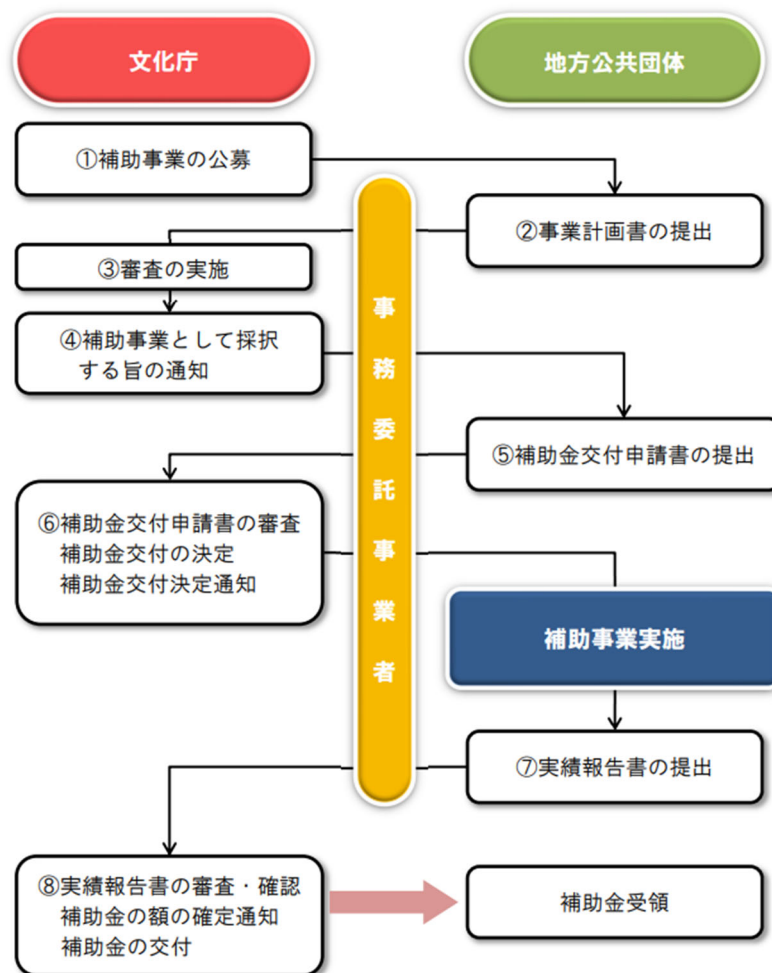 文化庁
地方公共団体
①補助事業の公募
②事業計画書の提出
③審査の実施
④補助事業として採択
する旨の通知
事務委託事業者
⑤補助金交付申請書の提出
⑥補助金交付申請書の審査
補助金交付の決定
補助金交付決定通知
補助事業実施
⑦実績報告書の提出
⑧実績報告書の審査・確認
補助金の額の確定通知
補助金の交付
補助金受領